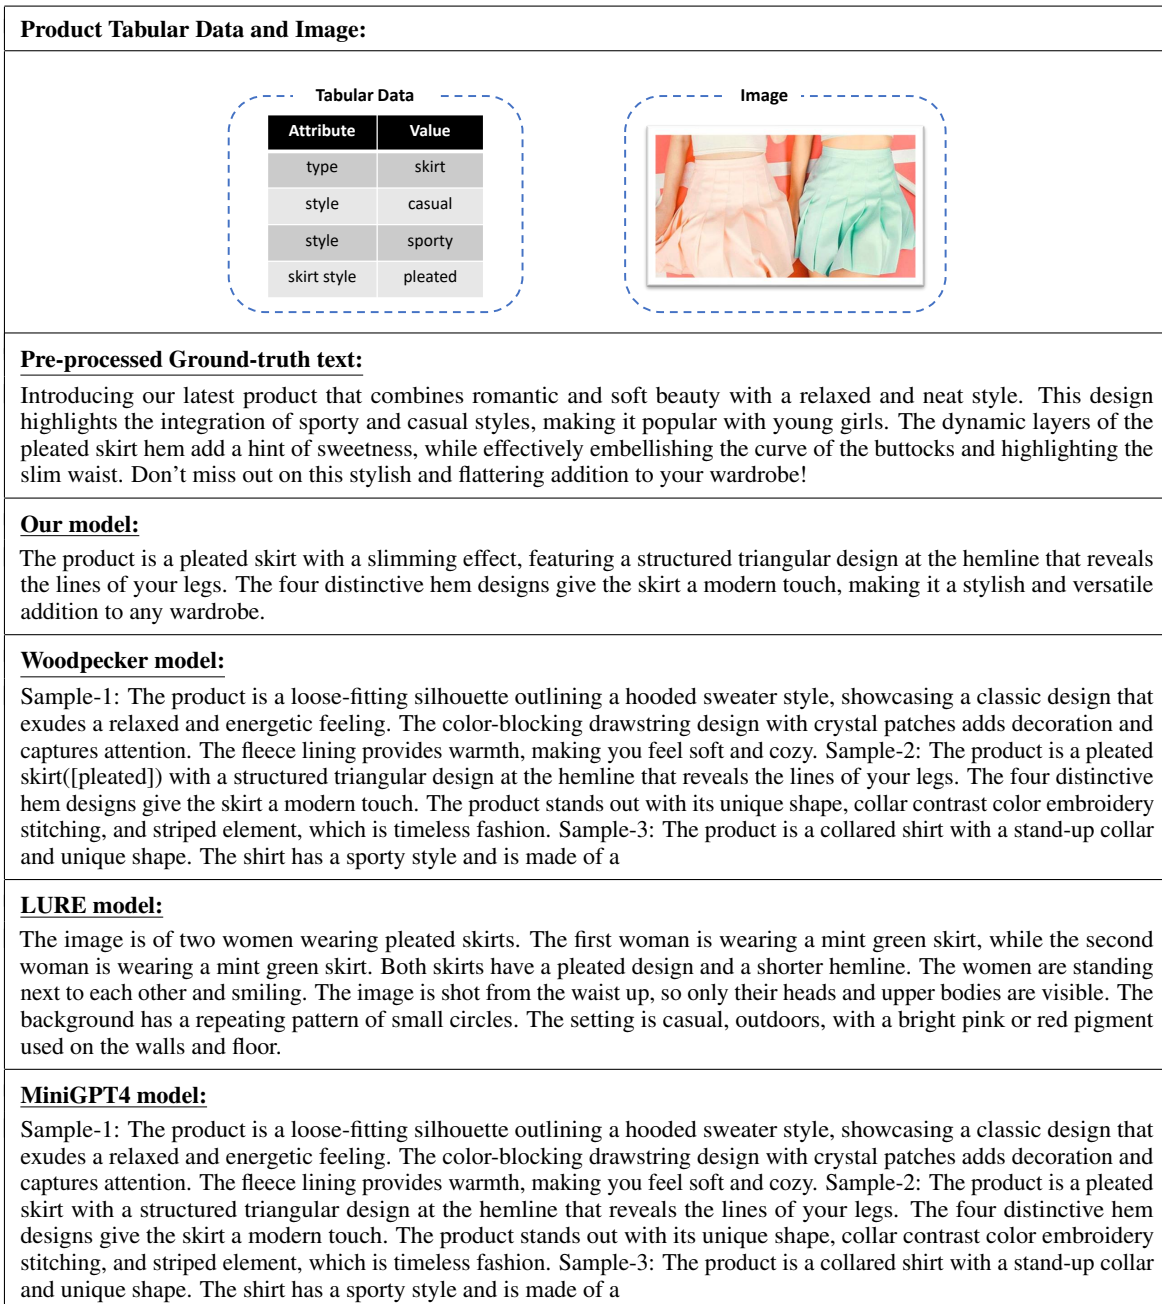 Product Tabular Data and Image:
Tabular Data
Image
Attribute Value
type skirt
style casual
style sporty
skirt style pleated
Pre-processed Ground-truth text:
Introducing our latest product that combines romantic and soft beauty with a relaxed and neat style. This design
highlights the integration of sporty and casual styles, making it popular with young girls. The dynamic layers of the
pleated skirt hem add a hint of sweetness, while effectively embellishing the curve of the buttocks and highlighting the
slim waist. Don't miss out on this stylish and flattering addition to your wardrobe!
Our model:
The product is a pleated skirt with a slimming effect, featuring a structured triangular design at the hemline that reveals
the lines of your legs. The four distinctive hem designs give the skirt a modern touch, making it a stylish and versatile
addition to any wardrobe.
Woodpecker model:
Sample-1: The product is a loose-fitting silhouette outlining a hooded sweater style, showcasing a classic design that
exudes a relaxed and energetic feeling. The color-blocking drawstring design with crystal patches adds decoration and
captures attention. The fleece lining provides warmth, making you feel soft and cozy. Sample-2: The product is a pleated
skirt([pleated]) with a structured triangular design at the hemline that reveals the lines of your legs. The four distinctive
hem designs give the skirt a modern touch. The product stands out with its unique shape, collar contrast color embroidery
stitching, and striped element, which is timeless fashion. Sample-3: The product is a collared shirt with a stand-up collar
and unique shape. The shirt has a sporty style and is made of a
LURE model:
The image is of two women wearing pleated skirts. The first woman is wearing a mint green skirt, while the second
woman is wearing a mint green skirt. Both skirts have a pleated design and a shorter hemline. The women are standing
next to each other and smiling. The image is shot from the waist up, so only their heads and upper bodies are visible. The
background has a repeating pattern of small circles. The setting is casual, outdoors, with a bright pink or red pigment
used on the walls and floor.
MiniGPT4 model:
Sample-1: The product is a loose-fitting silhouette outlining a hooded sweater style, showcasing a classic design that
exudes a relaxed and energetic feeling. The color-blocking drawstring design with crystal patches adds decoration and
captures attention. The fleece lining provides warmth, making you feel soft and cozy. Sample-2: The product is a pleated
skirt with a structured triangular design at the hemline that reveals the lines of your legs. The four distinctive hem
designs give the skirt a modern touch. The product stands out with its unique shape, collar contrast color embroidery
stitching, and striped element, which is timeless fashion. Sample-3: The product is a collared shirt with a stand-up collar
and unique shape. The shirt has a sporty style and is made of a